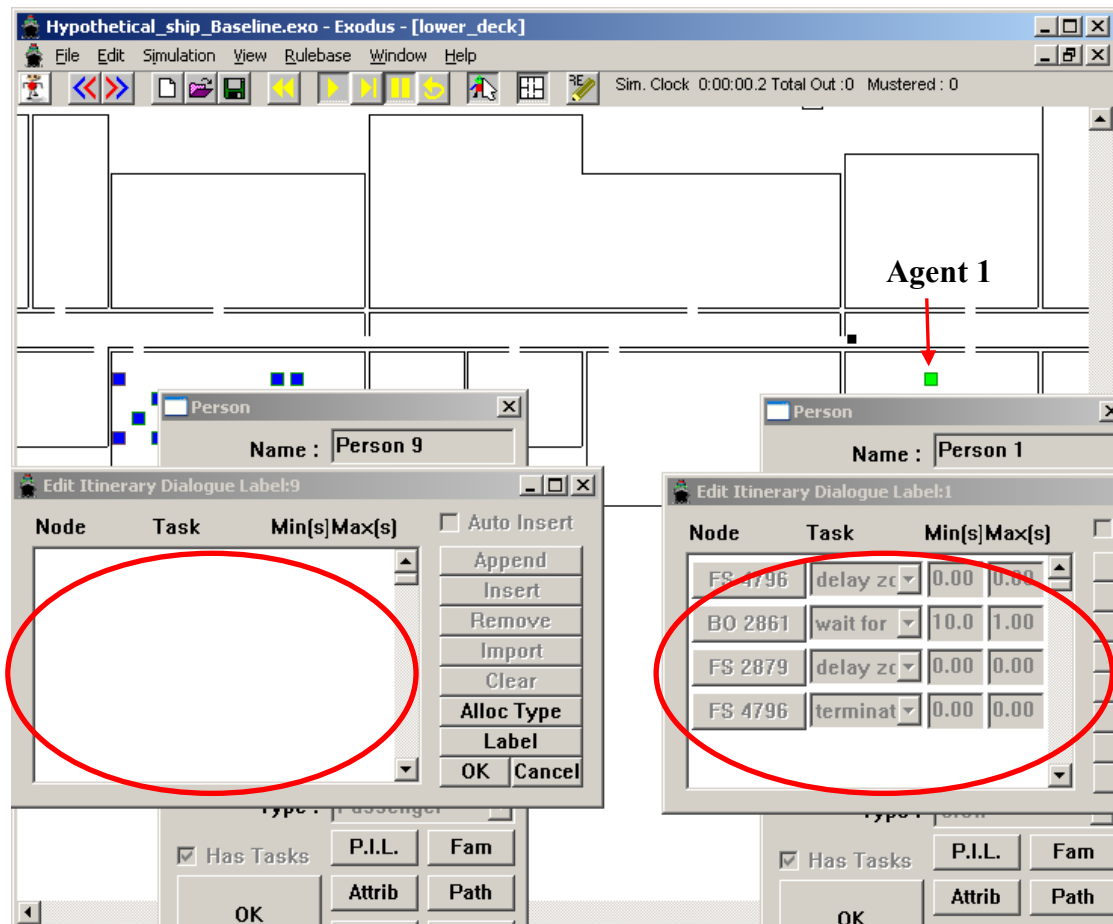 Hypothetical_ship_Baseline.exo - Exodus - [lower_deck]
File Edit Simulation View Rulebase Window Help
Sim. Clock 0:00:00.2 Total Out :0 Mustered : 0
Agent 1
Person
Name : Person 9
Edit Itinerary Dialogue Label:9
Node Task Min(s) Max(s) Auto Insert
Append
Insert
Remove
Import
Clear
Alloc Type
Label
OK Cancel
Type : Passenger
Has Tasks P.I.L. Fam
Attrib Path
OK
Person
Name : Person 1
Edit Itinerary Dialogue Label:1
Node Task Min(s) Max(s)
FS 4796 delay zo 0.00 0.00
BO 2861 wait for 10.0 1.00
FS 2879 delay zo 0.00 0.00
FS 4796 terminat 0.00 0.00
Type :
Has Tasks P.I.L. Fam
Attrib Path
OK